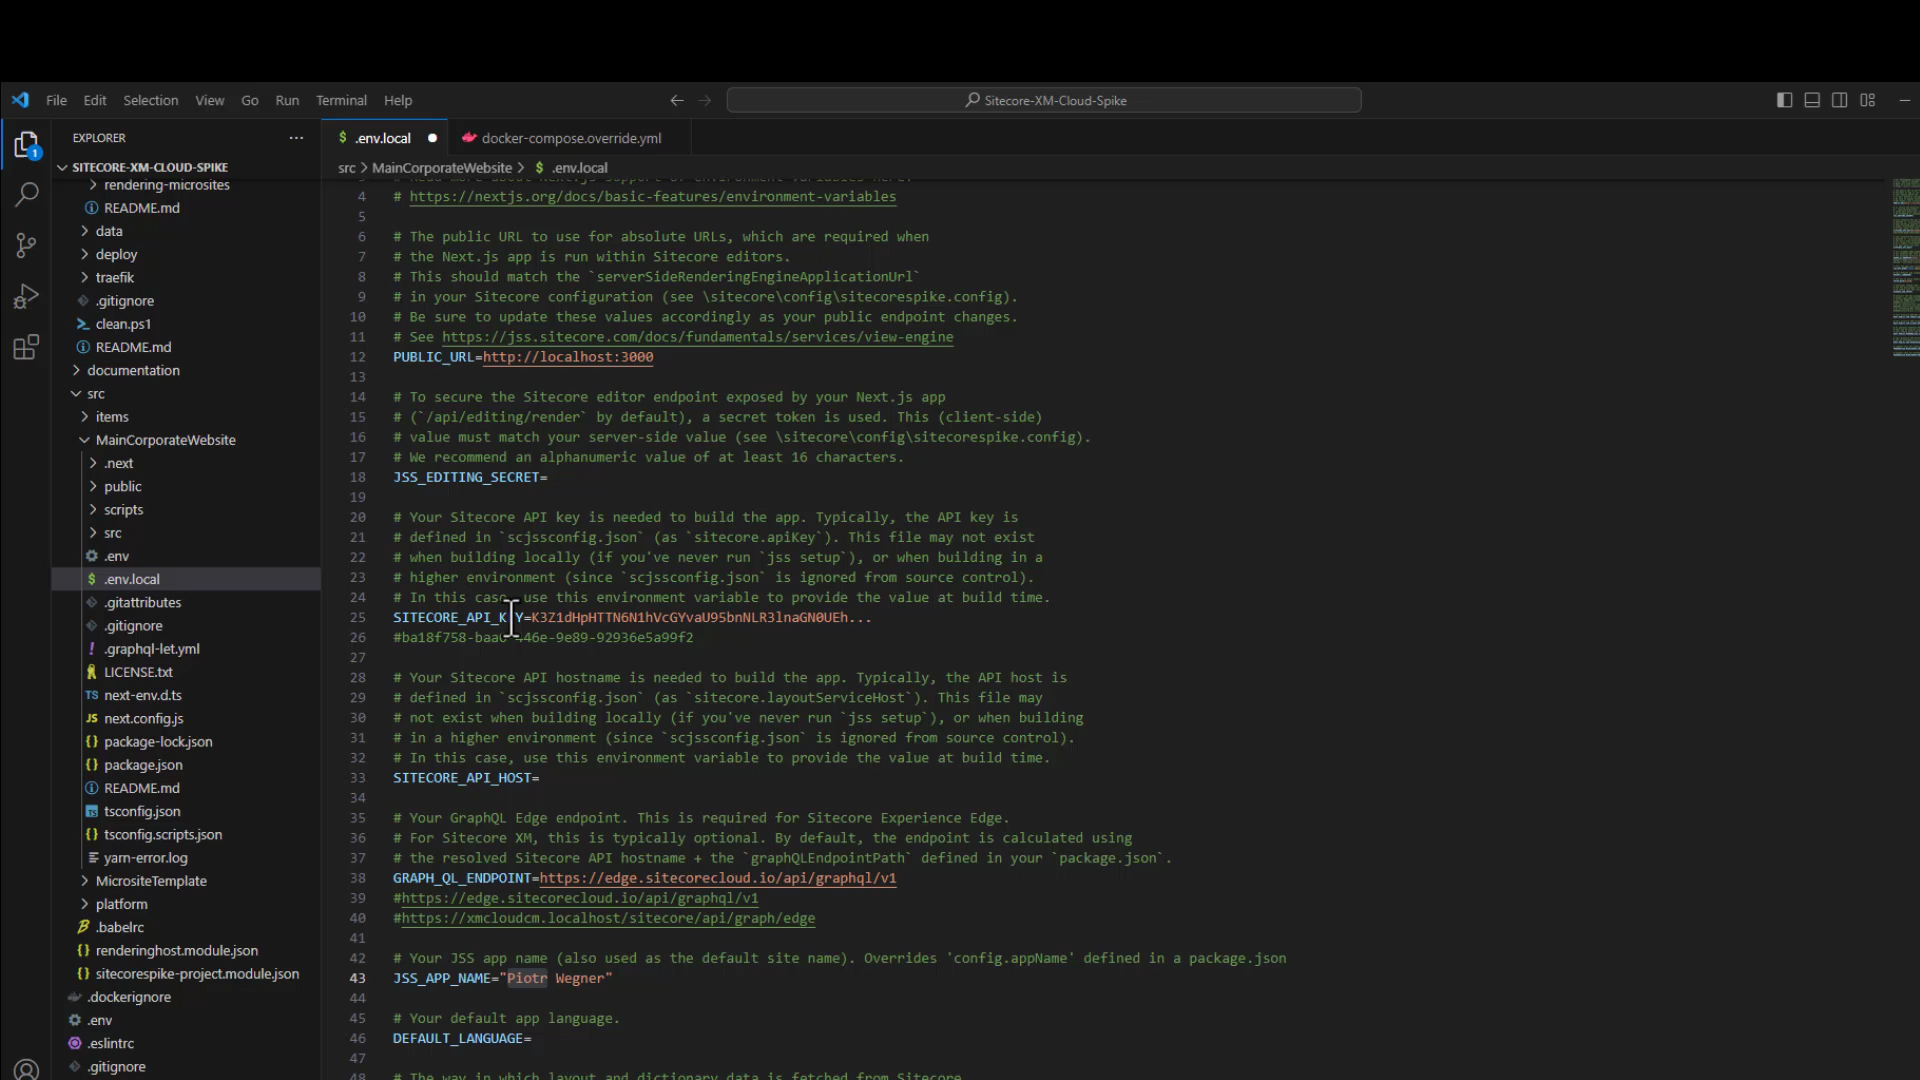 File Edit Selection View Go Run Terminal Help
Sitecore-XM-Cloud-Spike
EXPLORER
1
SITECORE-XM-CLOUD-SPIKE
rendering-microsites
README.md
data
deploy
traefik
.gitignore
clean.ps1
README.md
documentation
src
items
MainCorporateWebsite
.next
public
scripts
src
.env
.env.local
.gitattributes
.gitignore
.graphql-let.yml
LICENSE.txt
next-env.d.ts
next.config.js
package-lock.json
package.json
README.md
tsconfig.json
tsconfig.scripts.json
yarn-error.log
MicrositeTemplate
platform
.babelrc
renderinghost.module.json
sitecorespike-project.module.json
.dockerignore
.env
.eslintrc
.gitignore
.env.local docker-compose.override.yml
src > MainCorporateWebsite > $ .env.local
4 # https://nextjs.org/docs/basic-features/environment-variables
5
6 # The public URL to use for absolute URLs, which are required when
7 # the Next.js app is run within Sitecore editors.
8 # This should match the `serverSideRenderingEngineApplicationUrl`
9 # in your Sitecore configuration (see \sitecore\config\sitecorespike.config).
10 # Be sure to update these values accordingly as your public endpoint changes.
11 # See https://jss.sitecore.com/docs/fundamentals/services/view-engine
12 PUBLIC_URL=http://localhost:3000
13
14 # To secure the Sitecore editor endpoint exposed by your Next.js app
15 # (`/api/editing/render` by default), a secret token is used. This (client-side)
16 # value must match your server-side value (see \sitecore\config\sitecorespike.config).
17 # We recommend an alphanumeric value of at least 16 characters.
18 JSS_EDITING_SECRET=
19
20 # Your Sitecore API key is needed to build the app. Typically, the API key is
21 # defined in `scjssconfig.json` (as `sitecore.apiKey`). This file may not exist
22 # when building locally (if you've never run `jss setup`), or when building in a
23 # higher environment (since `scjssconfig.json` is ignored from source control).
24 # In this case, use this environment variable to provide the value at build time.
25 SITECORE_API_KEY=K3Z1dHpHTTN6N1hVcGYvaU95bnNLR3lnaGN0UEh...
26
27
28 # Your Sitecore API hostname is needed to build the app. Typically, the API host is
29 # defined in `scjssconfig.json` (as `sitecore.layoutServiceHost`). This file may
30 # not exist when building locally (if you've never run `jss setup`), or when building
31 # in a higher environment (since `scjssconfig.json` is ignored from source control).
32 # In this case, use this environment variable to provide the value at build time.
33 SITECORE_API_HOST=
34
35 # Your GraphQL Edge endpoint. This is required for Sitecore Experience Edge.
36 # For Sitecore XM, this is typically optional. By default, the endpoint is calculated using
37 # the resolved Sitecore API hostname + the `graphQLEndpointPath` defined in your `package.json`.
38 GRAPH_QL_ENDPOINT=https://edge.sitecorecloud.io/api/graphql/v1
39 #https://edge.sitecorecloud.io/api/graphql/v1
40 #https://xmcloudcm.localhost/sitecore/api/graph/edge
41
42 # Your JSS app name (also used as the default site name). Overrides 'config.appName' defined in a package.json
43 JSS_APP_NAME="Piotr Wegner"
44
45 # Your default app language.
46 DEFAULT_LANGUAGE=
47
48 # The way in which layout and dictionary data is fetched from Sitecore